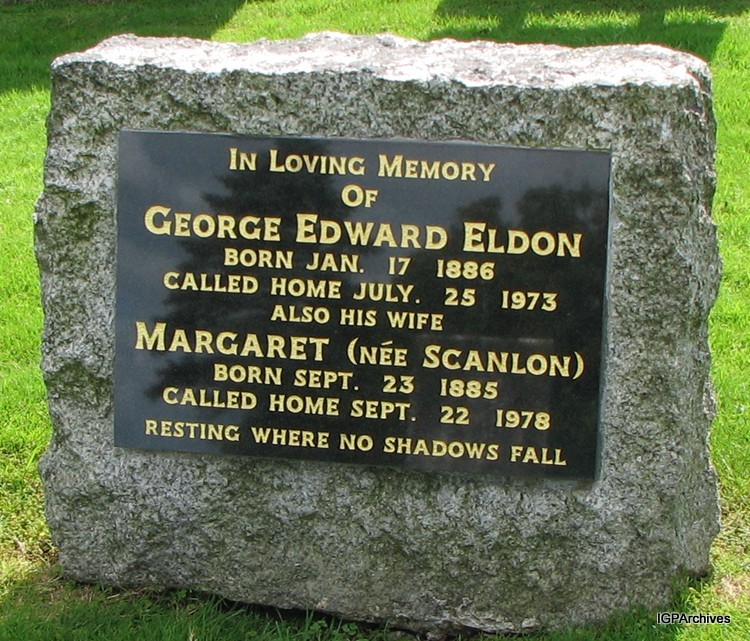 In Loving Memory
Of
George Edward Eldon
born Jan. 17 1886
called home July. 25 1973
also his wife
Margaret (née Scanlon)
born Sept. 23 1885
called home Sept. 22 1978
resting where no shadows fall
IGPArchives